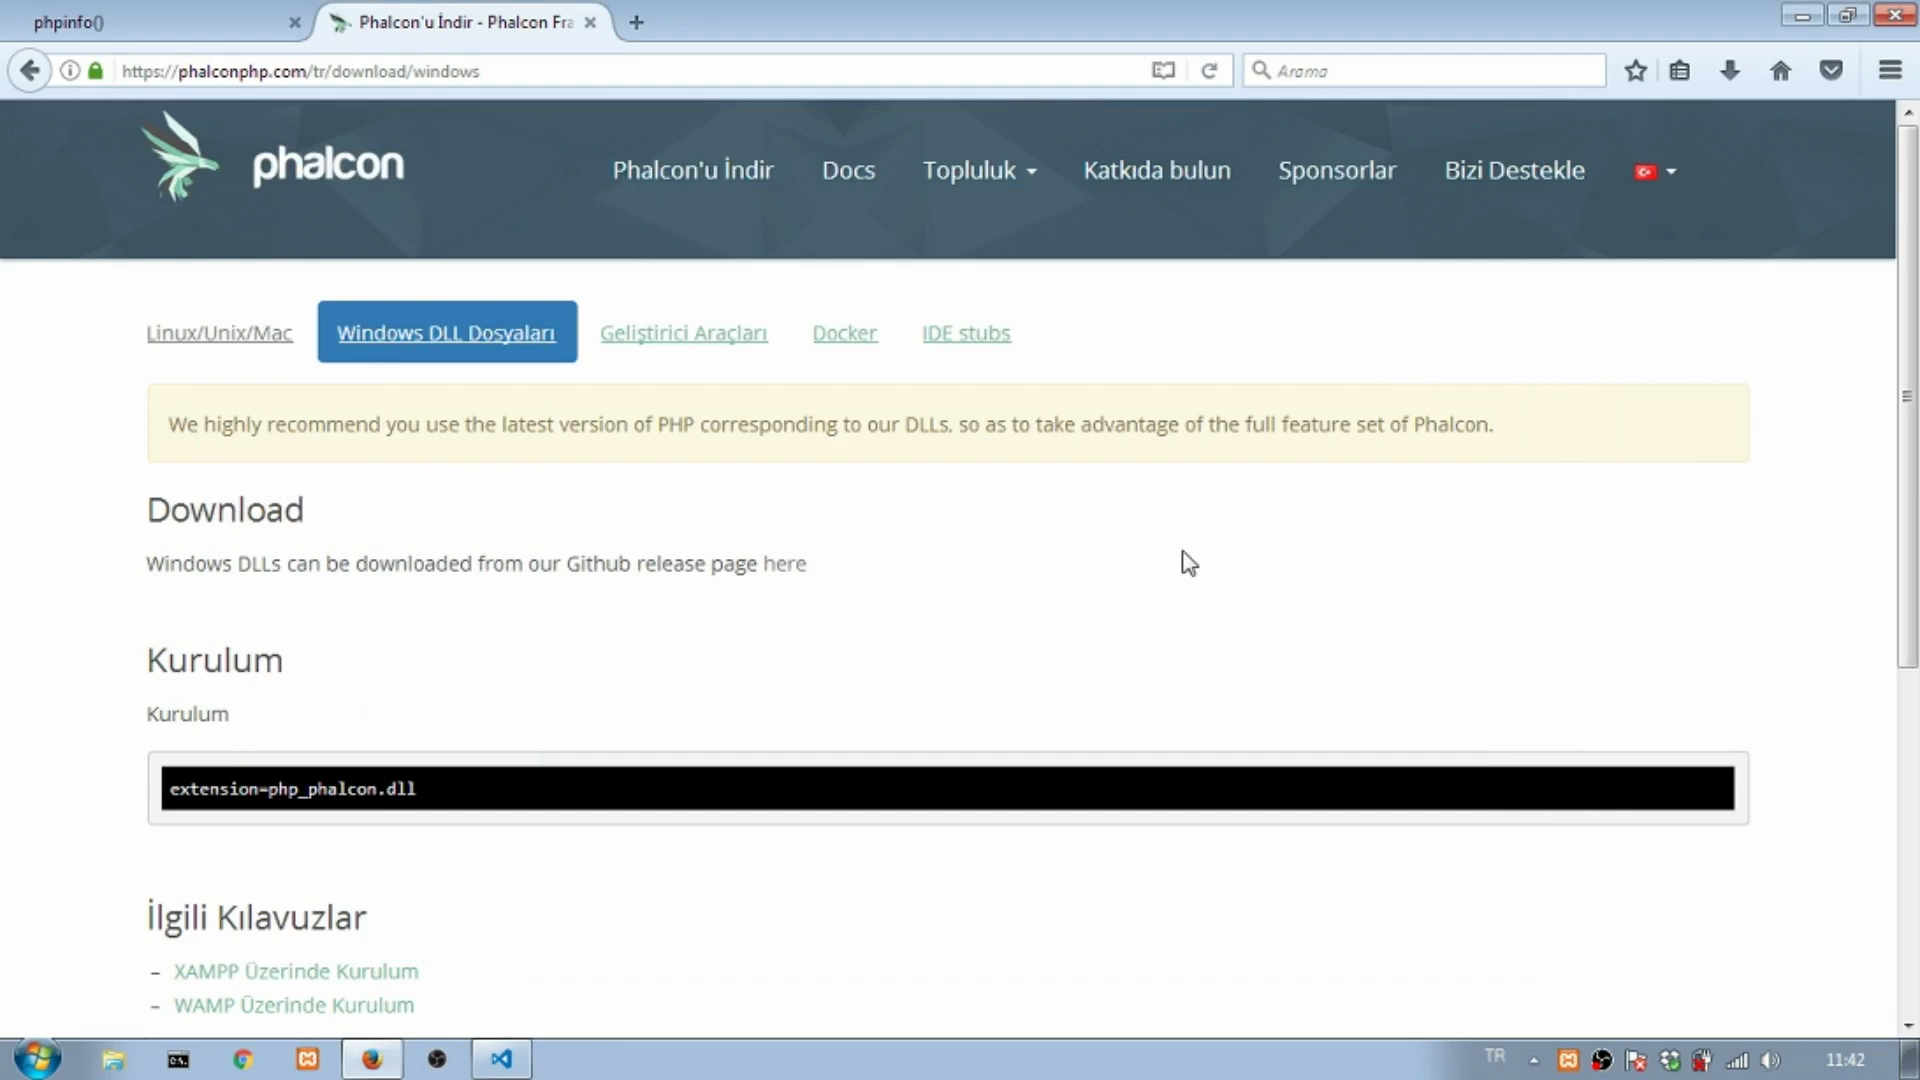 phpinfo()
Phalcon'u İndir - Phalcon Fra
https://phalconphp.com/tr/download/windows
Arama
phalcon
Phalcon'u İndir
Docs
Topluluk
Katkıda bulun
Sponsorlar
Bizi Destekle
Linux/Unix/Mac
Windows DLL Dosyaları
Geliştirici Araçları
Docker
IDE stubs
We highly recommend you use the latest version of PHP corresponding to our DLLs, so as to take advantage of the full feature set of Phalcon.
Download
Windows DLLs can be downloaded from our Github release page here
Kurulum
Kurulum
extension=php_phalcon.dll
İlgili Kılavuzlar
– XAMPP Üzerinde Kurulum
– WAMP Üzerinde Kurulum
TR
11:42